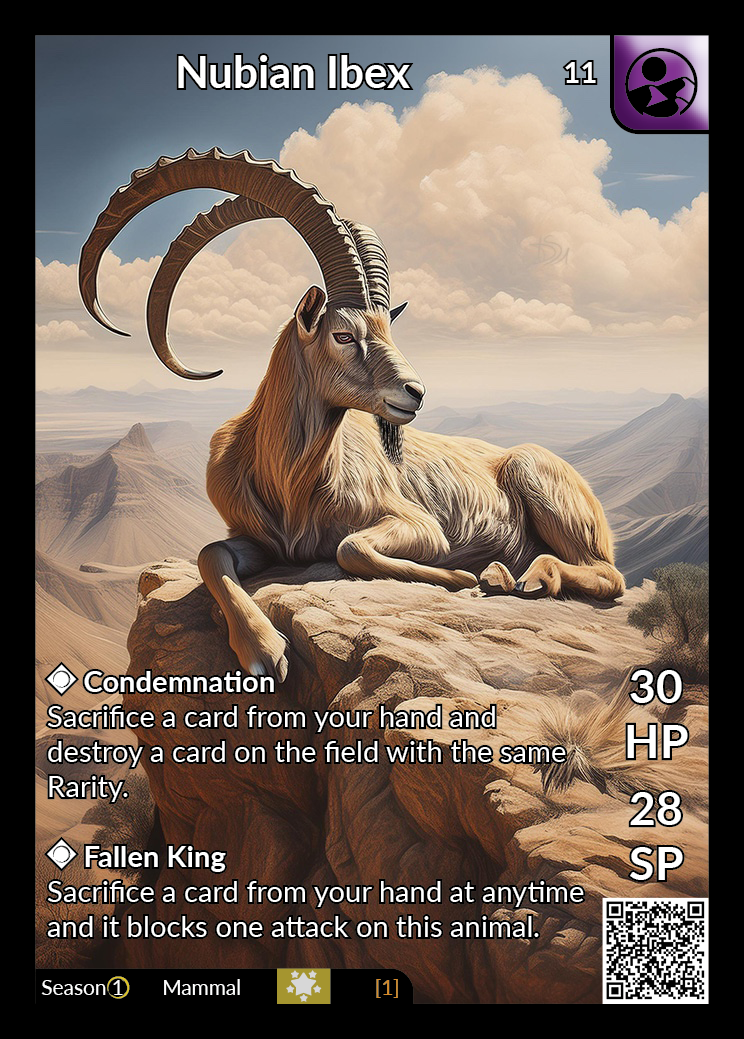 Nubian Ibex
11
Condemnation
Sacrifice a card from your hand and
destroy a card on the field with the same
Rarity.
30
HP
28
SP
Fallen King
Sacrifice a card from your hand at anytime
and it blocks one attack on this animal.
Season 1 Mammal [1]